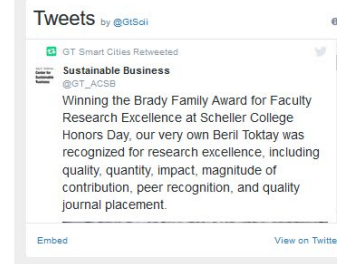 Tweets by @GtScii
GT Smart Cities Retweeted
Sustainable Business
@GT_ACSB
Winning the Brady Family Award for Faculty
Research Excellence at Scheller College
Honors Day, our very own Beril Toktay was
recognized for research excellence, including
quality, quantity, impact, magnitude of
contribution, peer recognition, and quality
journal placement.
Embed
View on Twitte